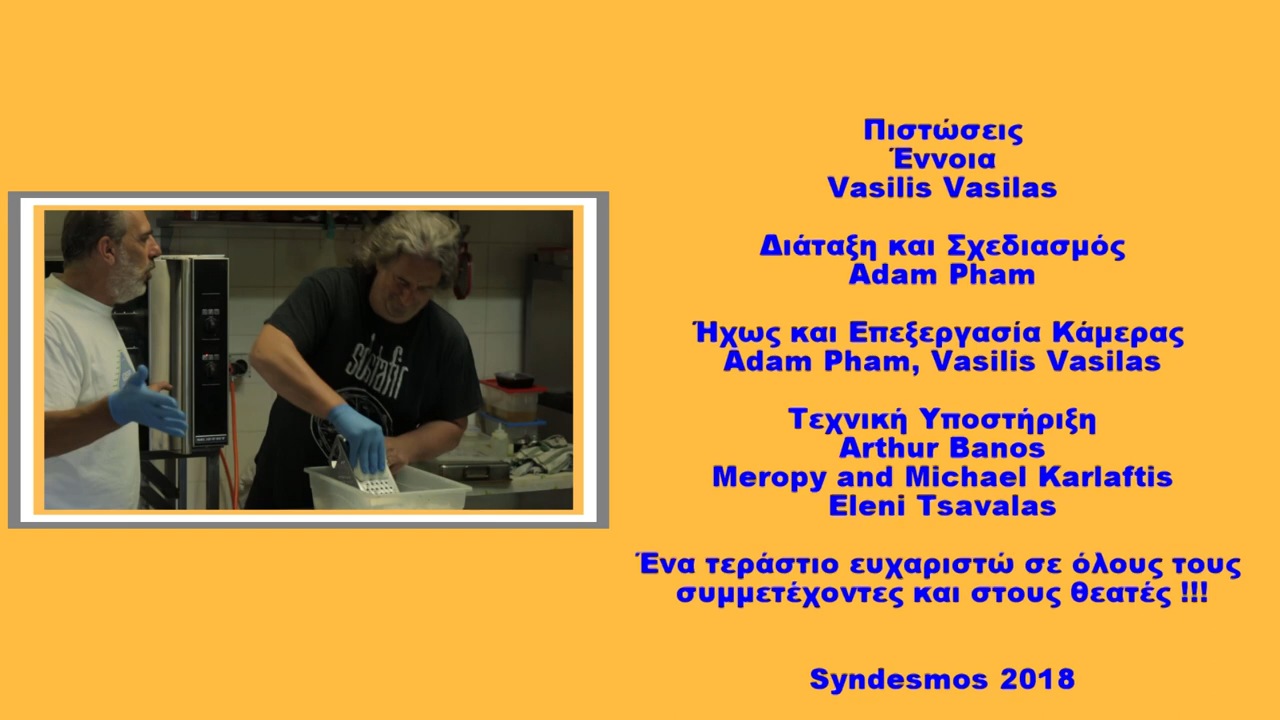 Πιστώσεις
Έννοια
Vasilis Vasilas
Διάταξη και Σχεδιασμός
Adam Pham
Ήχως και Επεξεργασία Κάμερας
Adam Pham, Vasilis Vasilas
Τεχνική Υποστήριξη
Arthur Banos
Meropy and Michael Karlaftis
Eleni Tsavalas
Ένα τεράστιο ευχαριστώ σε όλους τους
συμμετέχοντες και στους θεατές !!!
Syndesmos 2018